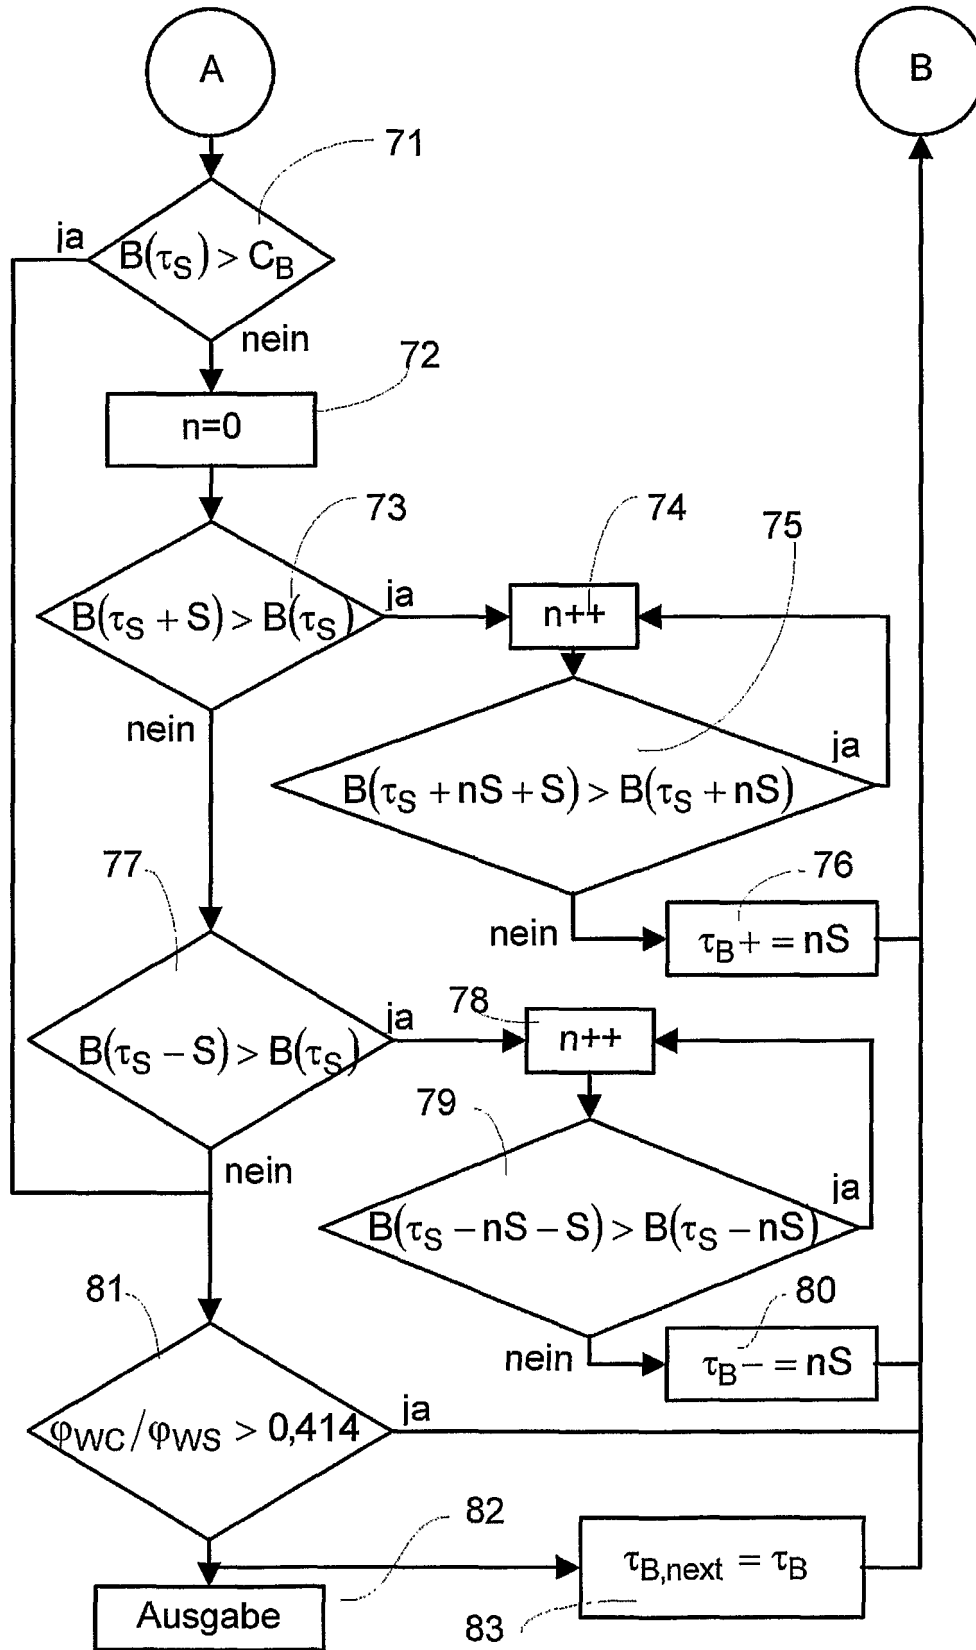 A
B
71
ja
B(τS) > CB
nein
72
n=0
73
74
75
B(τS + S) > B(τS)
ja
n++
nein
ja
B(τS + nS + S) > B(τS + nS)
77
76
nein
τB+ = nS
78
ja
n++
B(τS − S) > B(τS)
79
nein
ja
B(τS − nS − S) > B(τS − nS)
81
80
nein
τB− = nS
ja
φWC/φWS > 0,414
82
τB,next = τB
Ausgabe
83